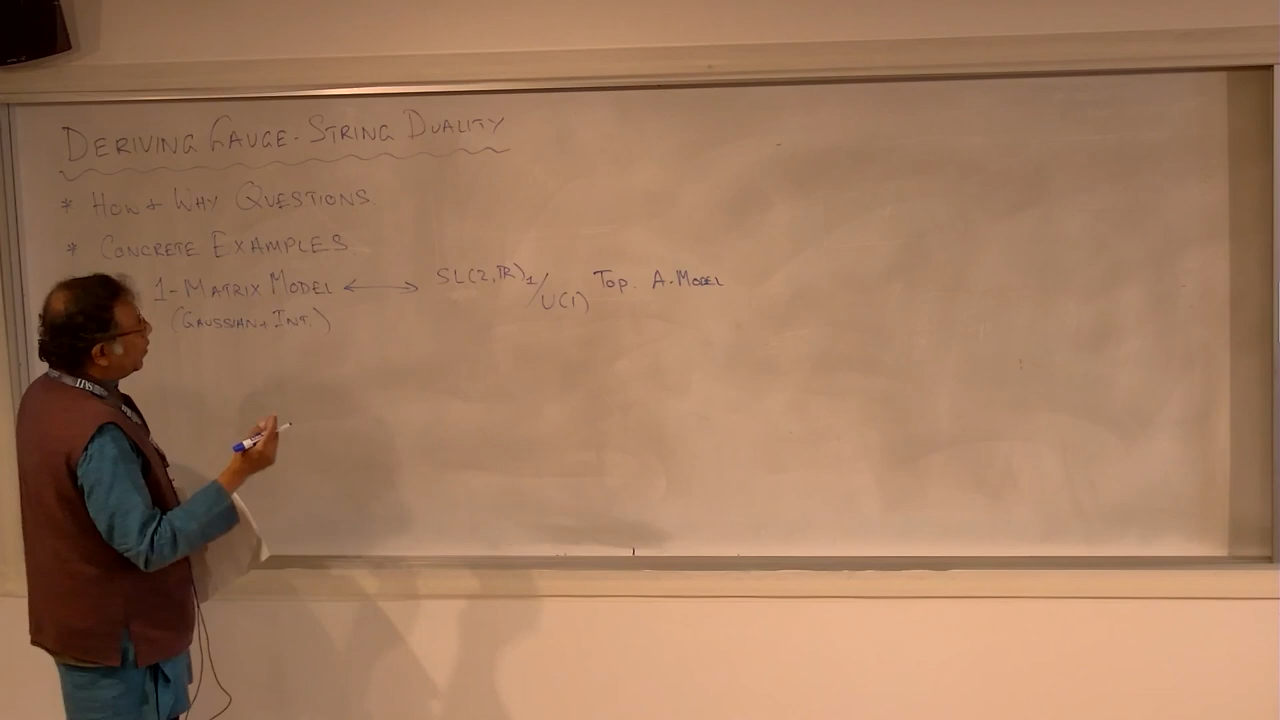 DERIVING GAUGE-STRING DUALITY
* HOW & WHY QUESTIONS.
* CONCRETE EXAMPLES
1-MATRIX MODEL ⟷ SL(2,ℝ)₁/U(1) TOP. A-MODEL
(GAUSSIAN + INT.)